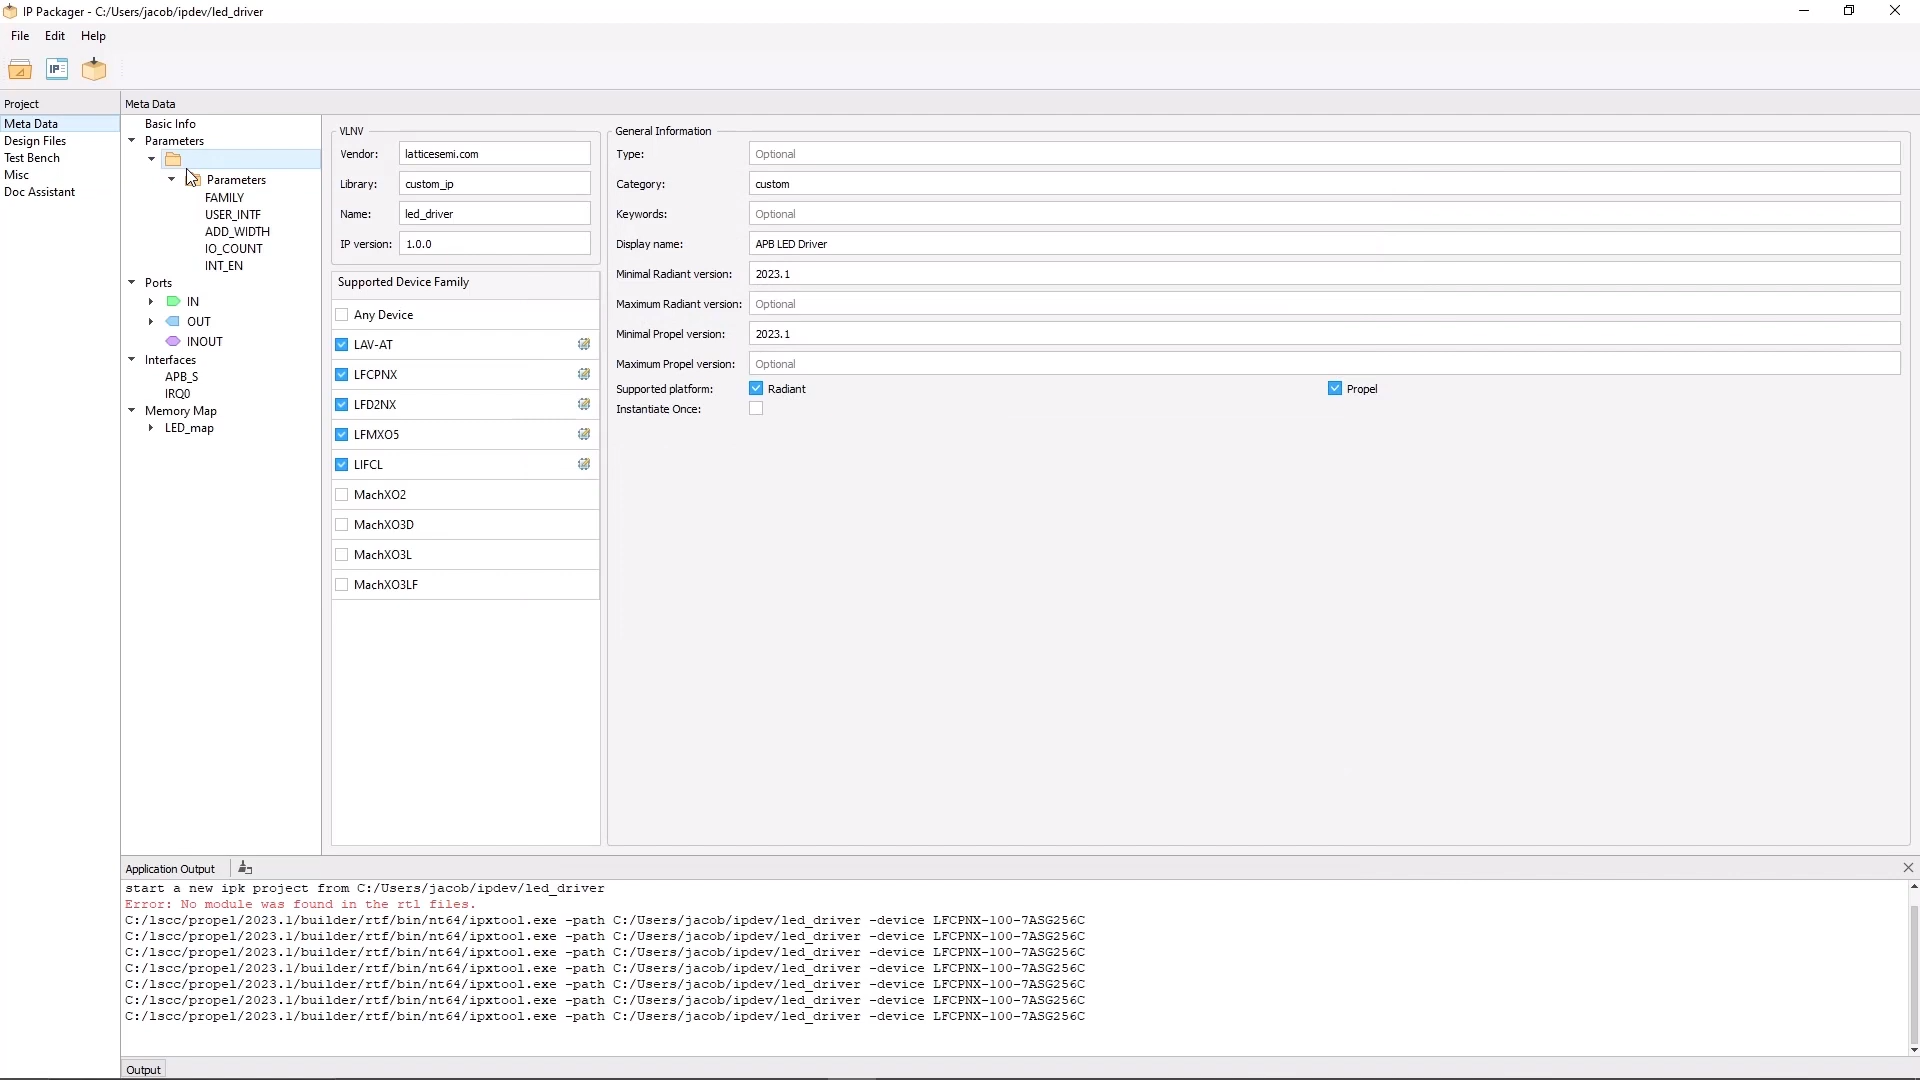 IP Packager - C:/Users/jacob/ipdev/led_driver
File Edit Help
IP
Project
Meta Data
Design Files
Test Bench
Misc
Doc Assistant
Meta Data
Basic Info
Parameters
Parameters
FAMILY
USER_INTF
ADD_WIDTH
IO_COUNT
INT_EN
Ports
IN
OUT
INOUT
Interfaces
APB_S
IRQ0
Memory Map
LED_map
VLNV
Vendor: latticesemi.com
Library: custom_ip
Name: led_driver
IP version: 1.0.0
Supported Device Family
Any Device
LAV-AT
LFCPNX
LFD2NX
LFMXO5
LIFCL
MachXO2
MachXO3D
MachXO3L
MachXO3LF
General Information
Type: Optional
Category: custom
Keywords: Optional
Display name: APB LED Driver
Minimal Radiant version: 2023.1
Maximum Radiant version: Optional
Minimal Propel version: 2023.1
Maximum Propel version: Optional
Supported platform: Radiant Propel
Instantiate Once:
Application Output
start a new ipk project from C:/Users/jacob/ipdev/led_driver
Error: No module was found in the rtl files.
C:/lscc/propel/2023.1/builder/rtf/bin/nt64/ipxtool.exe -path C:/Users/jacob/ipdev/led_driver -device LFCPNX-100-7ASG256C
C:/lscc/propel/2023.1/builder/rtf/bin/nt64/ipxtool.exe -path C:/Users/jacob/ipdev/led_driver -device LFCPNX-100-7ASG256C
C:/lscc/propel/2023.1/builder/rtf/bin/nt64/ipxtool.exe -path C:/Users/jacob/ipdev/led_driver -device LFCPNX-100-7ASG256C
C:/lscc/propel/2023.1/builder/rtf/bin/nt64/ipxtool.exe -path C:/Users/jacob/ipdev/led_driver -device LFCPNX-100-7ASG256C
C:/lscc/propel/2023.1/builder/rtf/bin/nt64/ipxtool.exe -path C:/Users/jacob/ipdev/led_driver -device LFCPNX-100-7ASG256C
C:/lscc/propel/2023.1/builder/rtf/bin/nt64/ipxtool.exe -path C:/Users/jacob/ipdev/led_driver -device LFCPNX-100-7ASG256C
C:/lscc/propel/2023.1/builder/rtf/bin/nt64/ipxtool.exe -path C:/Users/jacob/ipdev/led_driver -device LFCPNX-100-7ASG256C
Output